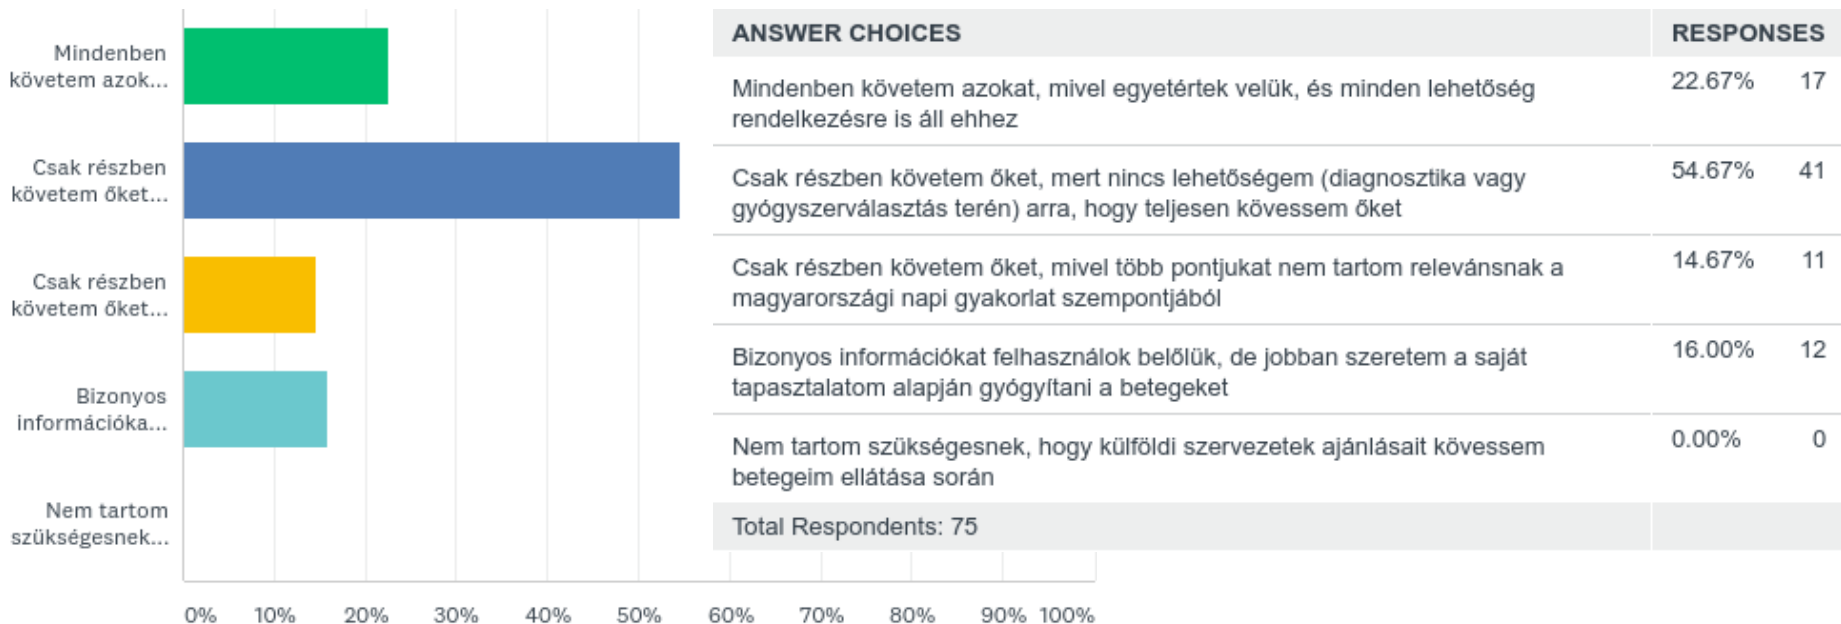 Mindenben
követem azok...
Csak részben
követem őket...
Csak részben
követem őket...
Bizonyos
információka...
Nem tartom
szükségesnek...
0% 10% 20% 30% 40% 50% 60% 70% 80% 90% 100%
ANSWER CHOICES RESPONSES
Mindenben követem azokat, mivel egyetértek velük, és minden lehetőség 22.67% 17
rendelkezésre is áll ehhez
Csak részben követem őket, mert nincs lehetőségem (diagnosztika vagy 54.67% 41
gyógyszerválasztás terén) arra, hogy teljesen kövessem őket
Csak részben követem őket, mivel több pontjukat nem tartom relevánsnak a 14.67% 11
magyarországi napi gyakorlat szempontjából
Bizonyos információkat felhasználok belőlük, de jobban szeretem a saját 16.00% 12
tapasztalatom alapján gyógyítani a betegeket
Nem tartom szükségesnek, hogy külföldi szervezetek ajánlásait kövessem 0.00% 0
betegeim ellátása során
Total Respondents: 75